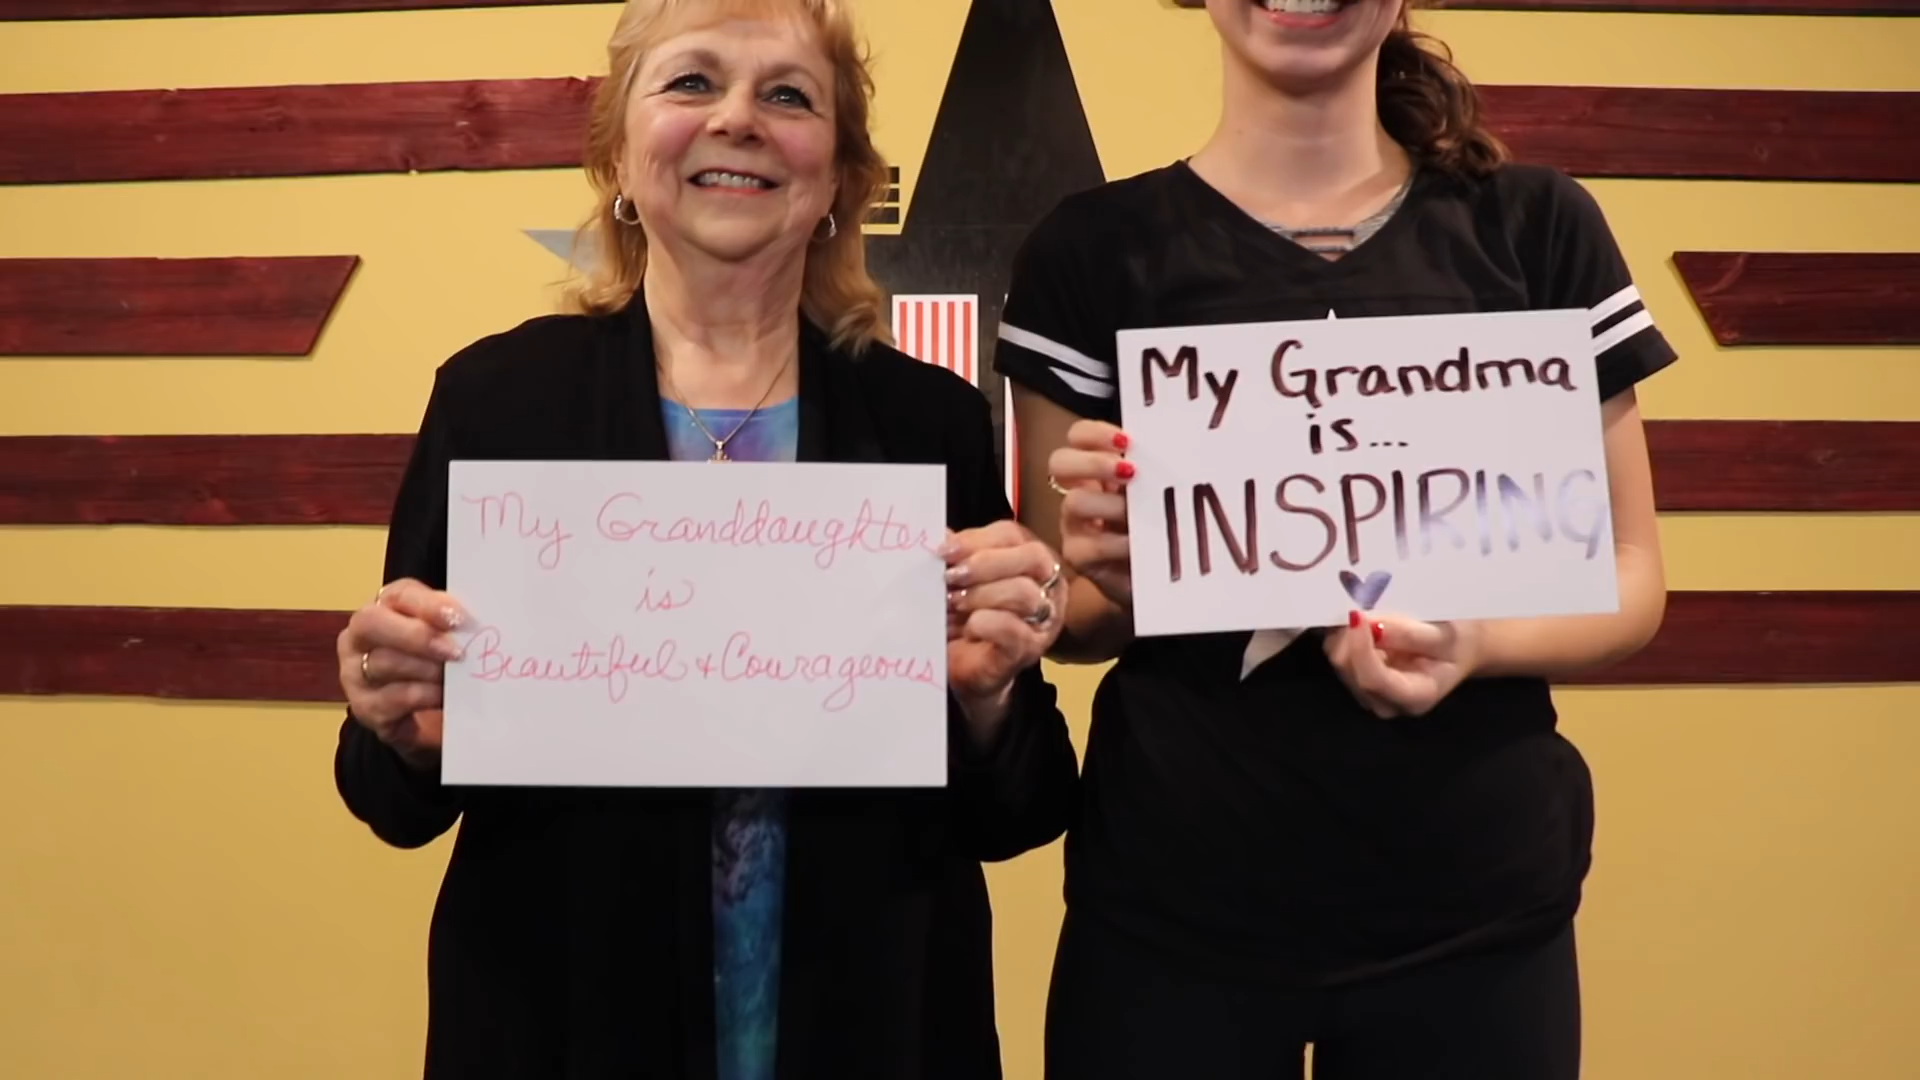 My Granddaughter
is
Beautiful + Courageous
My Grandma
is...
INSPIRING